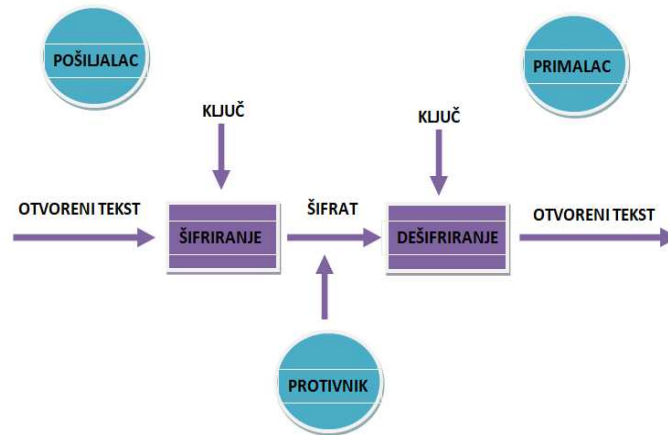 POŠILJALAC
PRIMALAC
KLJUČ
KLJUČ
OTVORENI TEKST
ŠIFRIRANJE
ŠIFRAT
DEŠIFRIRANJE
OTVORENI TEKST
PROTIVNIK